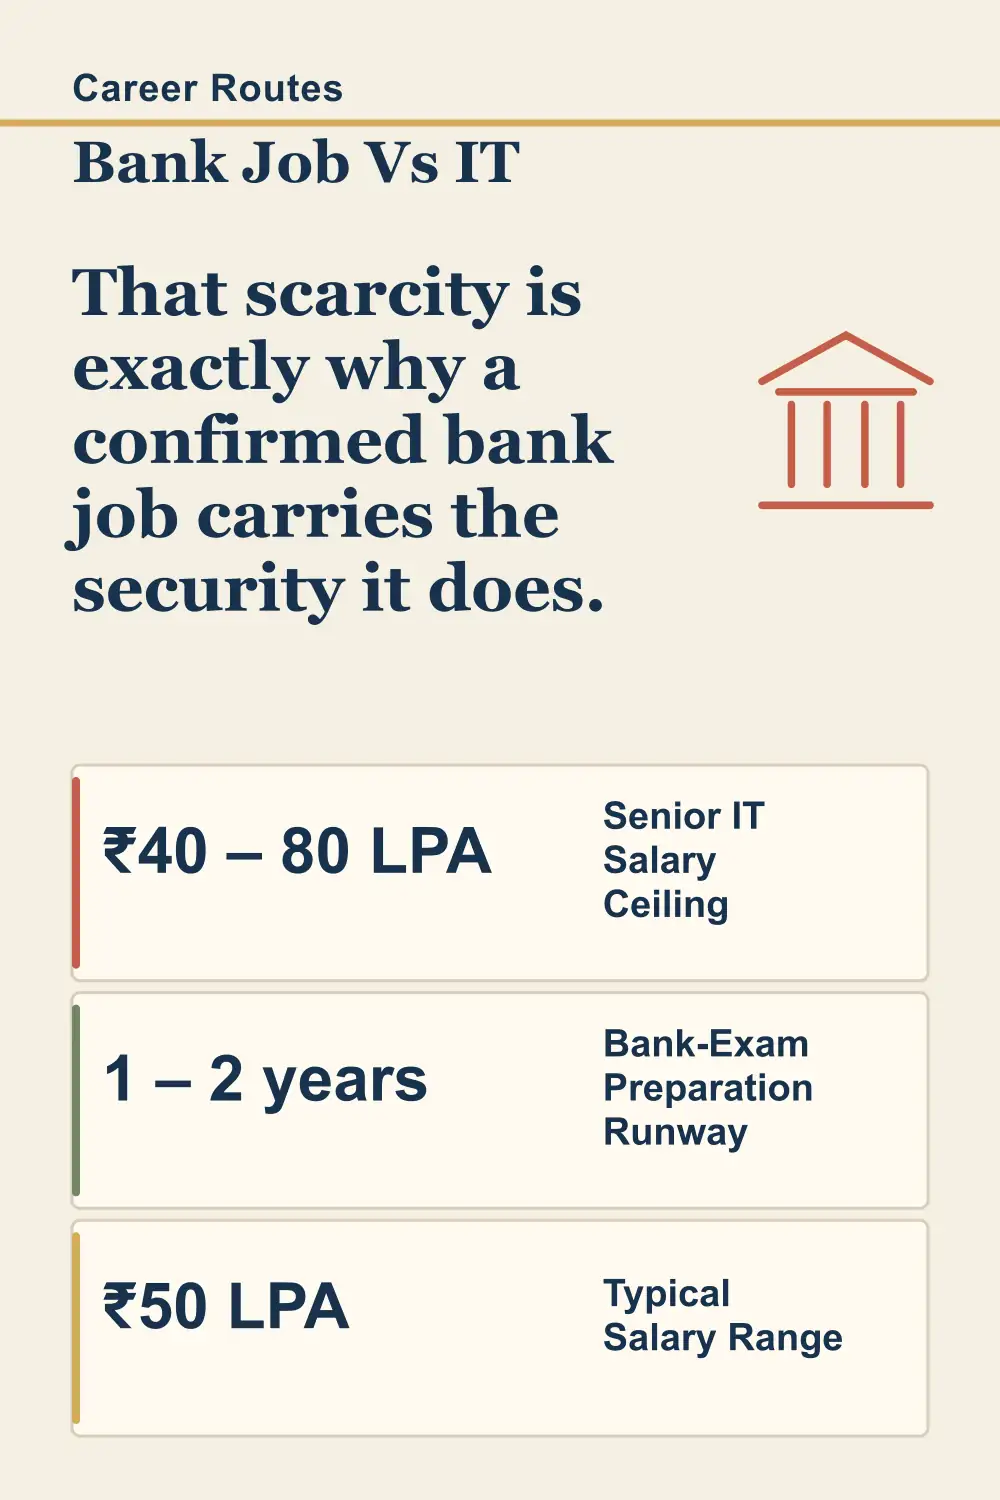 Career Routes
Bank Job Vs IT
That scarcity is
exactly why a
confirmed bank
job carries the
security it does.
₹40 – 80 LPA
Senior IT
Salary
Ceiling
1 – 2 years
Bank-Exam
Preparation
Runway
₹50 LPA
Typical
Salary Range